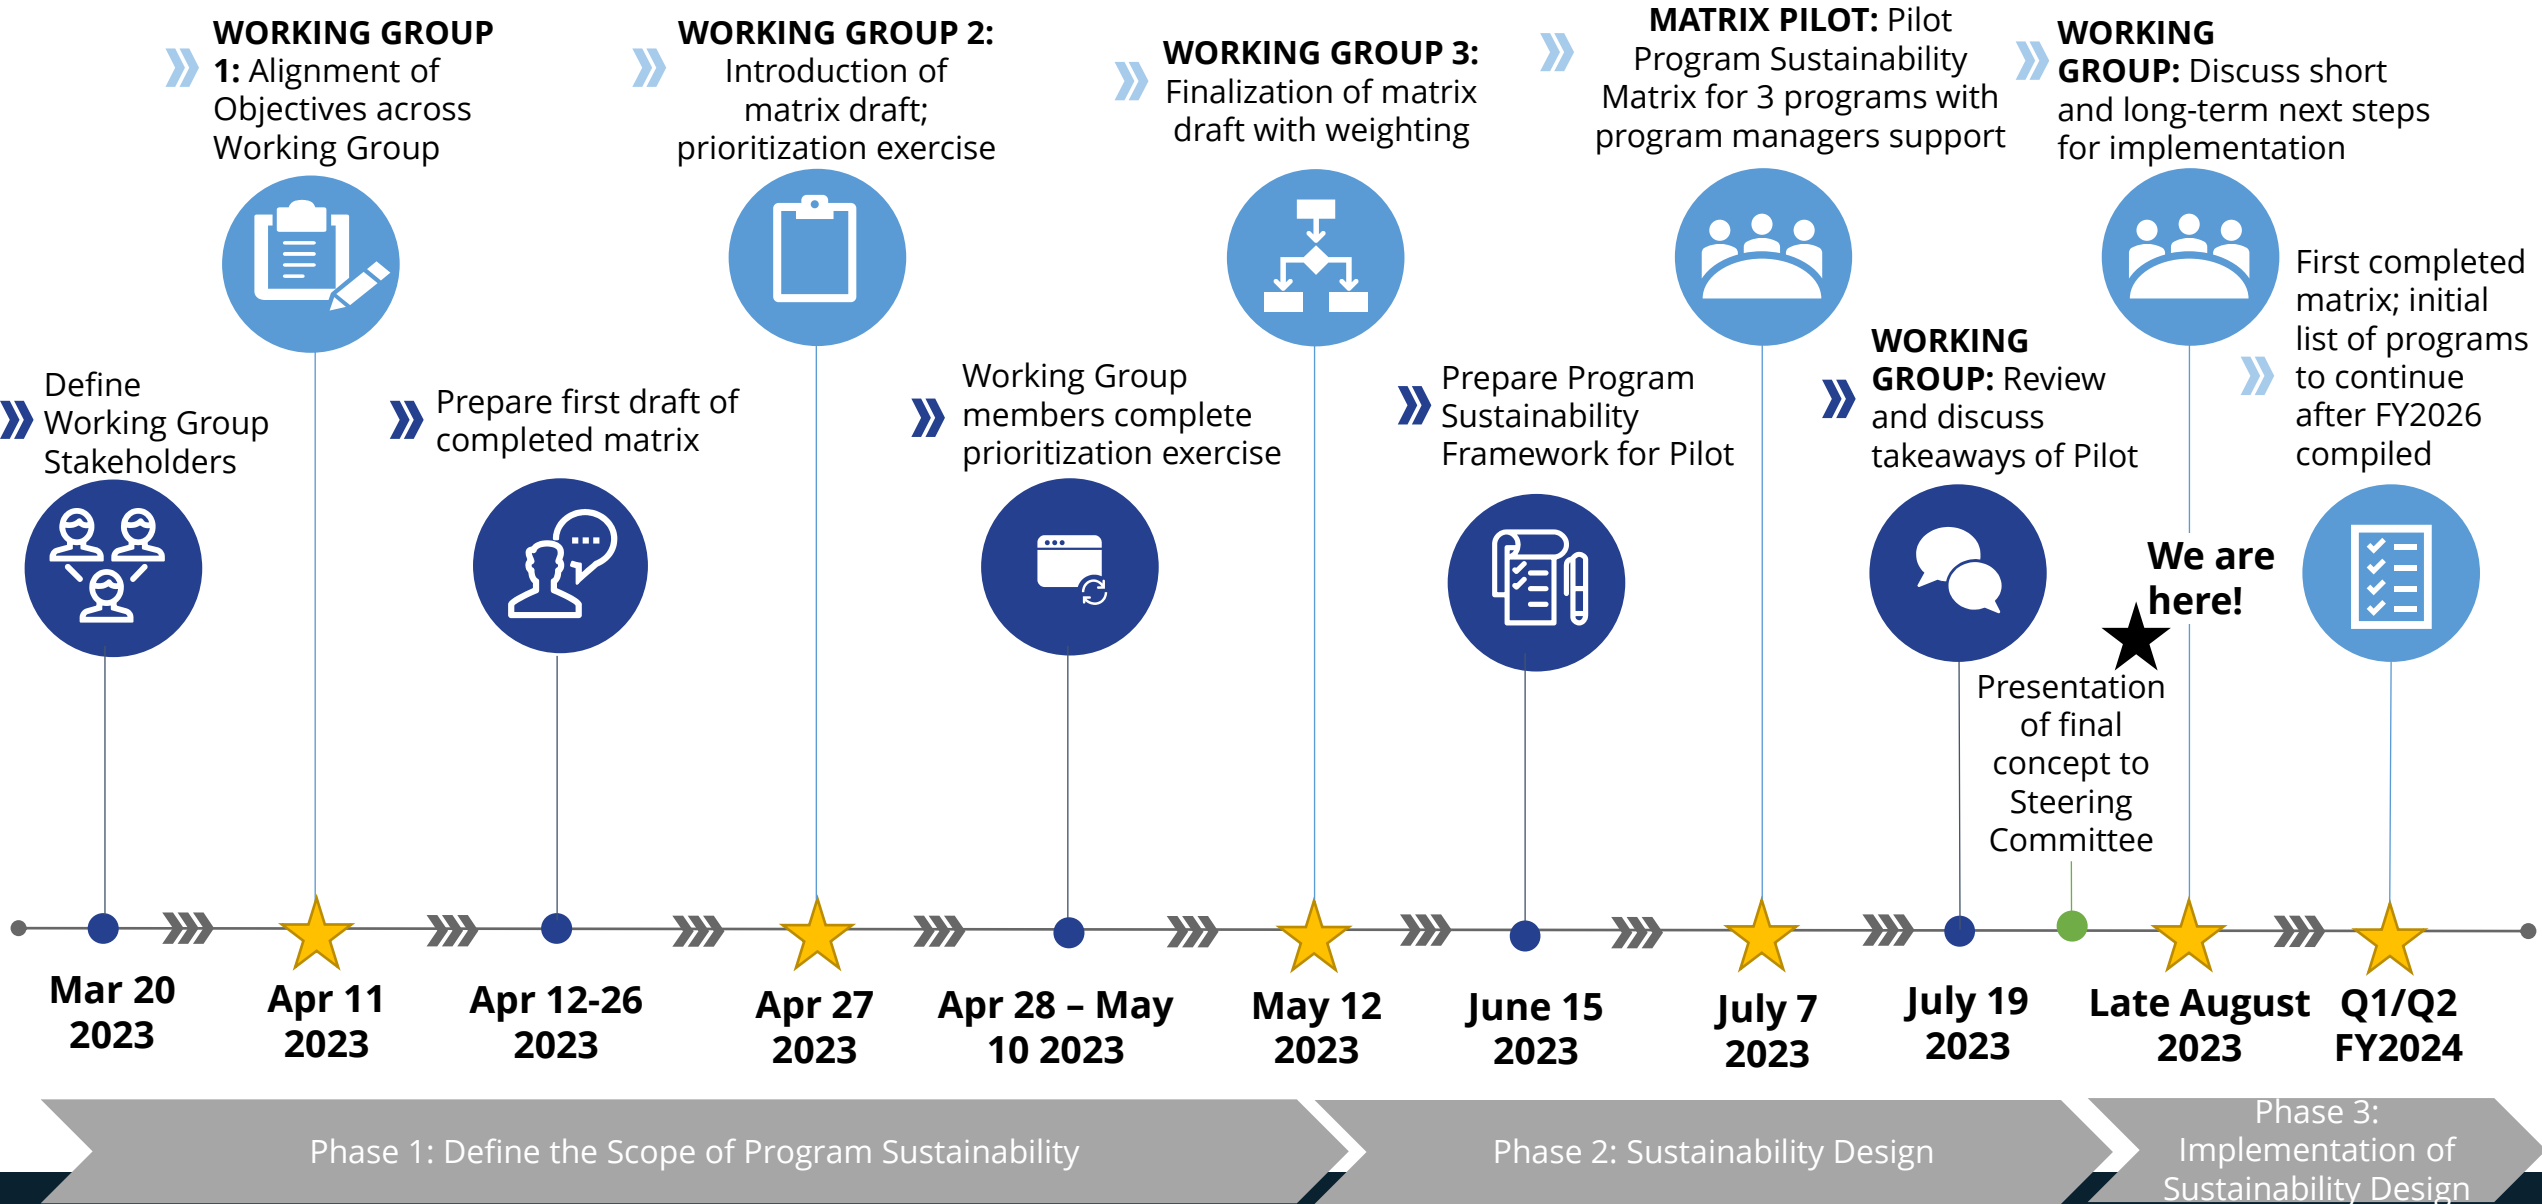 WORKING GROUP
1: Alignment of
Objectives across
Working Group
WORKING GROUP 2:
Introduction of
matrix draft;
prioritization exercise
WORKING GROUP 3:
Finalization of matrix
draft with weighting
MATRIX PILOT: Pilot
Program Sustainability
Matrix for 3 programs with
program managers support
WORKING
GROUP: Discuss short
and long-term next steps
for implementation
Define
Working Group
Stakeholders
Prepare first draft of
completed matrix
Working Group
members complete
prioritization exercise
Prepare Program
Sustainability
Framework for Pilot
WORKING
GROUP: Review
and discuss
takeaways of Pilot
First completed
matrix; initial
list of programs
to continue
after FY2026
compiled
We are
here!
Presentation
of final
concept to
Steering
Committee
Mar 20
2023
Apr 11
2023
Apr 12-26
2023
Apr 27
2023
Apr 28 – May
10 2023
May 12
2023
June 15
2023
July 7
2023
July 19
2023
Late August
2023
Q1/Q2
FY2024
Phase 1: Define the Scope of Program Sustainability
Phase 2: Sustainability Design
Phase 3:
Implementation of
Sustainability Design